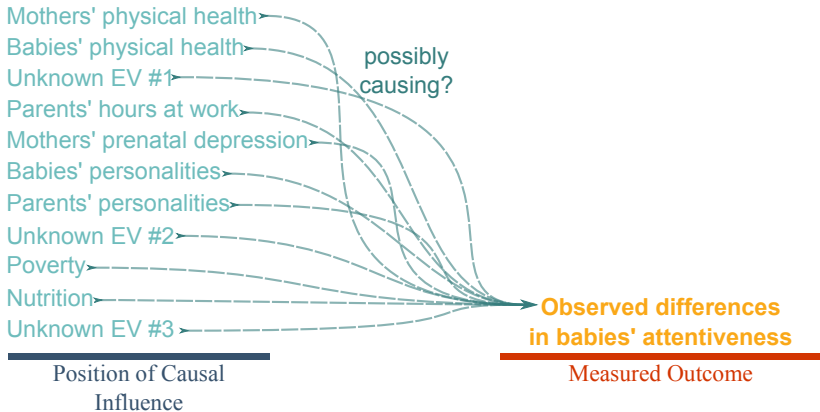 Mothers' physical health
Babies' physical health
possibly
causing?
Unknown EV #1
Parents' hours at work
Mothers' prenatal depression
Babies' personalities
Parents' personalities
Unknown EV #2
Poverty
Nutrition
Unknown EV #3
Observed differences
in babies' attentiveness
Position of Causal
Influence
Measured Outcome